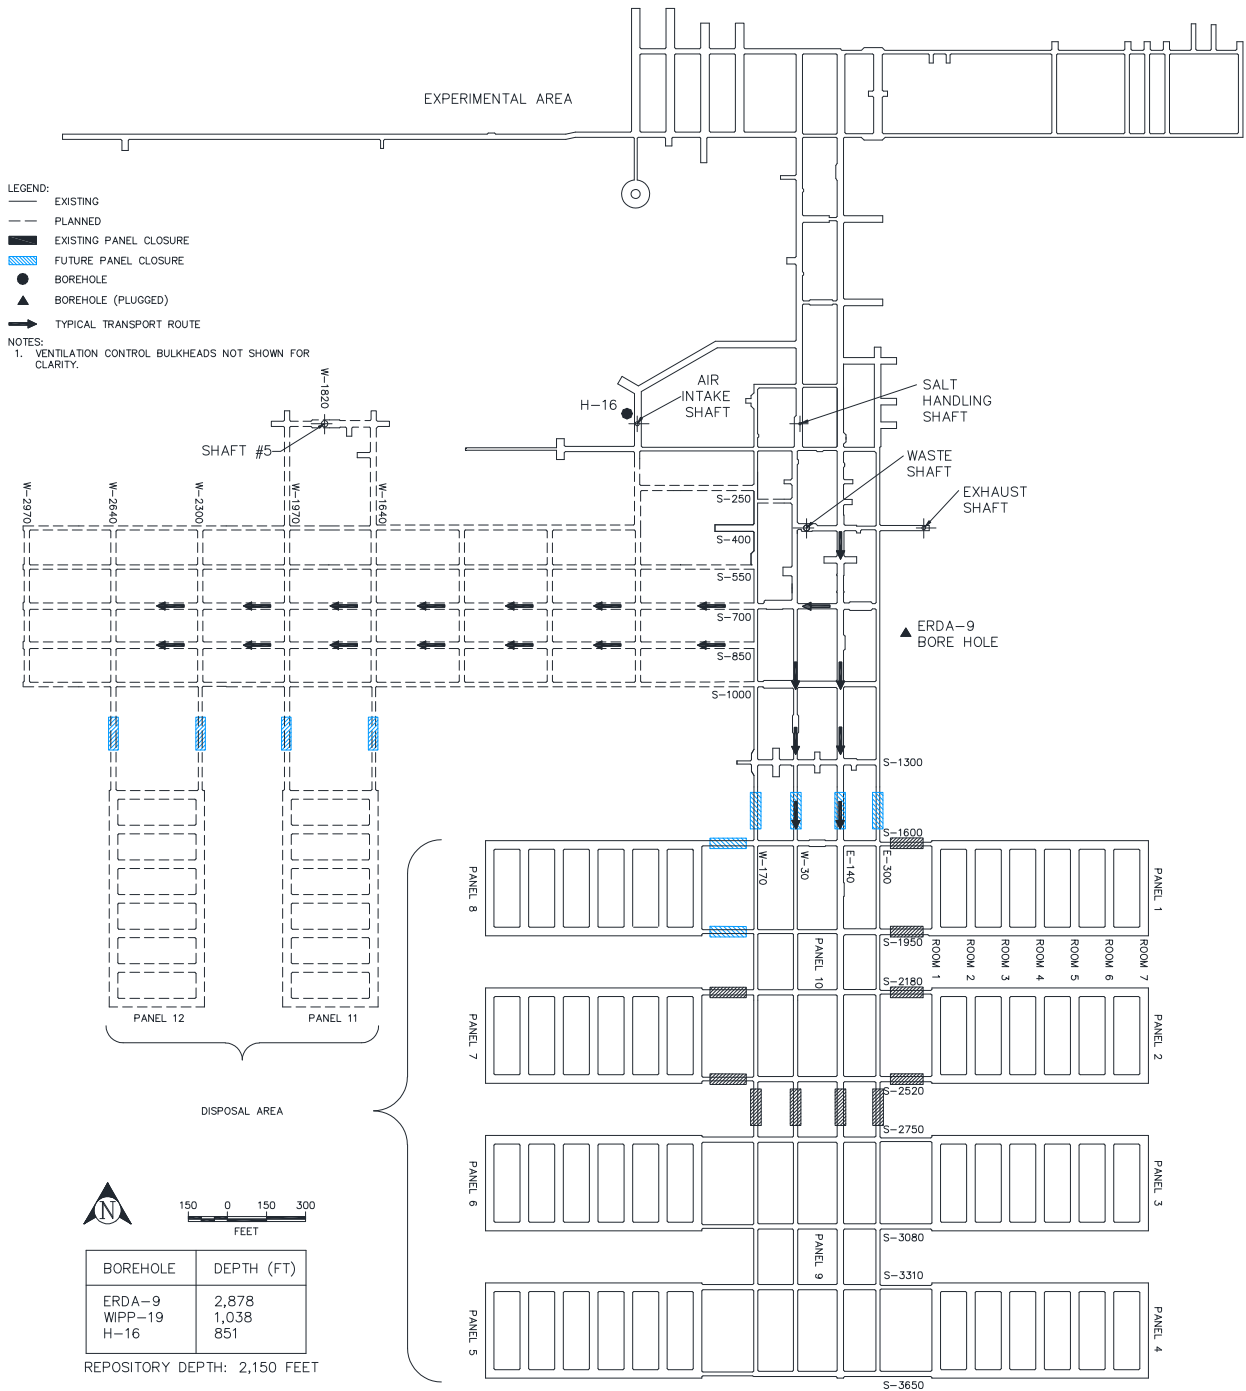 EXPERIMENTAL AREA
LEGEND:
EXISTING
PLANNED
EXISTING PANEL CLOSURE
FUTURE PANEL CLOSURE
BOREHOLE
BOREHOLE (PLUGGED)
TYPICAL TRANSPORT ROUTE
NOTES:
1. VENTILATION CONTROL BULKHEADS NOT SHOWN FOR
CLARITY.
W-1820
SHAFT #5
H-16
AIR
INTAKE
SHAFT
SALT
HANDLING
SHAFT
WASTE
SHAFT
EXHAUST
SHAFT
W-2970
W-2640
W-2300
W-1970
W-1640
S-250
S-400
S-550
S-700
S-850
S-1000
ERDA-9
BORE HOLE
S-1300
S-1600
W-170
W-30
E-140
E-300
PANEL 8
PANEL 1
S-1950
PANEL 10
S-2180
ROOM 1
ROOM 2
ROOM 3
ROOM 4
ROOM 5
ROOM 6
ROOM 7
PANEL 12
PANEL 11
PANEL 7
PANEL 2
S-2520
DISPOSAL AREA
S-2750
PANEL 6
PANEL 3
S-3080
PANEL 9
S-3310
PANEL 5
PANEL 4
S-3650
N
150 0 150 300
FEET
BOREHOLE DEPTH (FT)
ERDA-9 2,878
WIPP-19 1,038
H-16 851
REPOSITORY DEPTH: 2,150 FEET